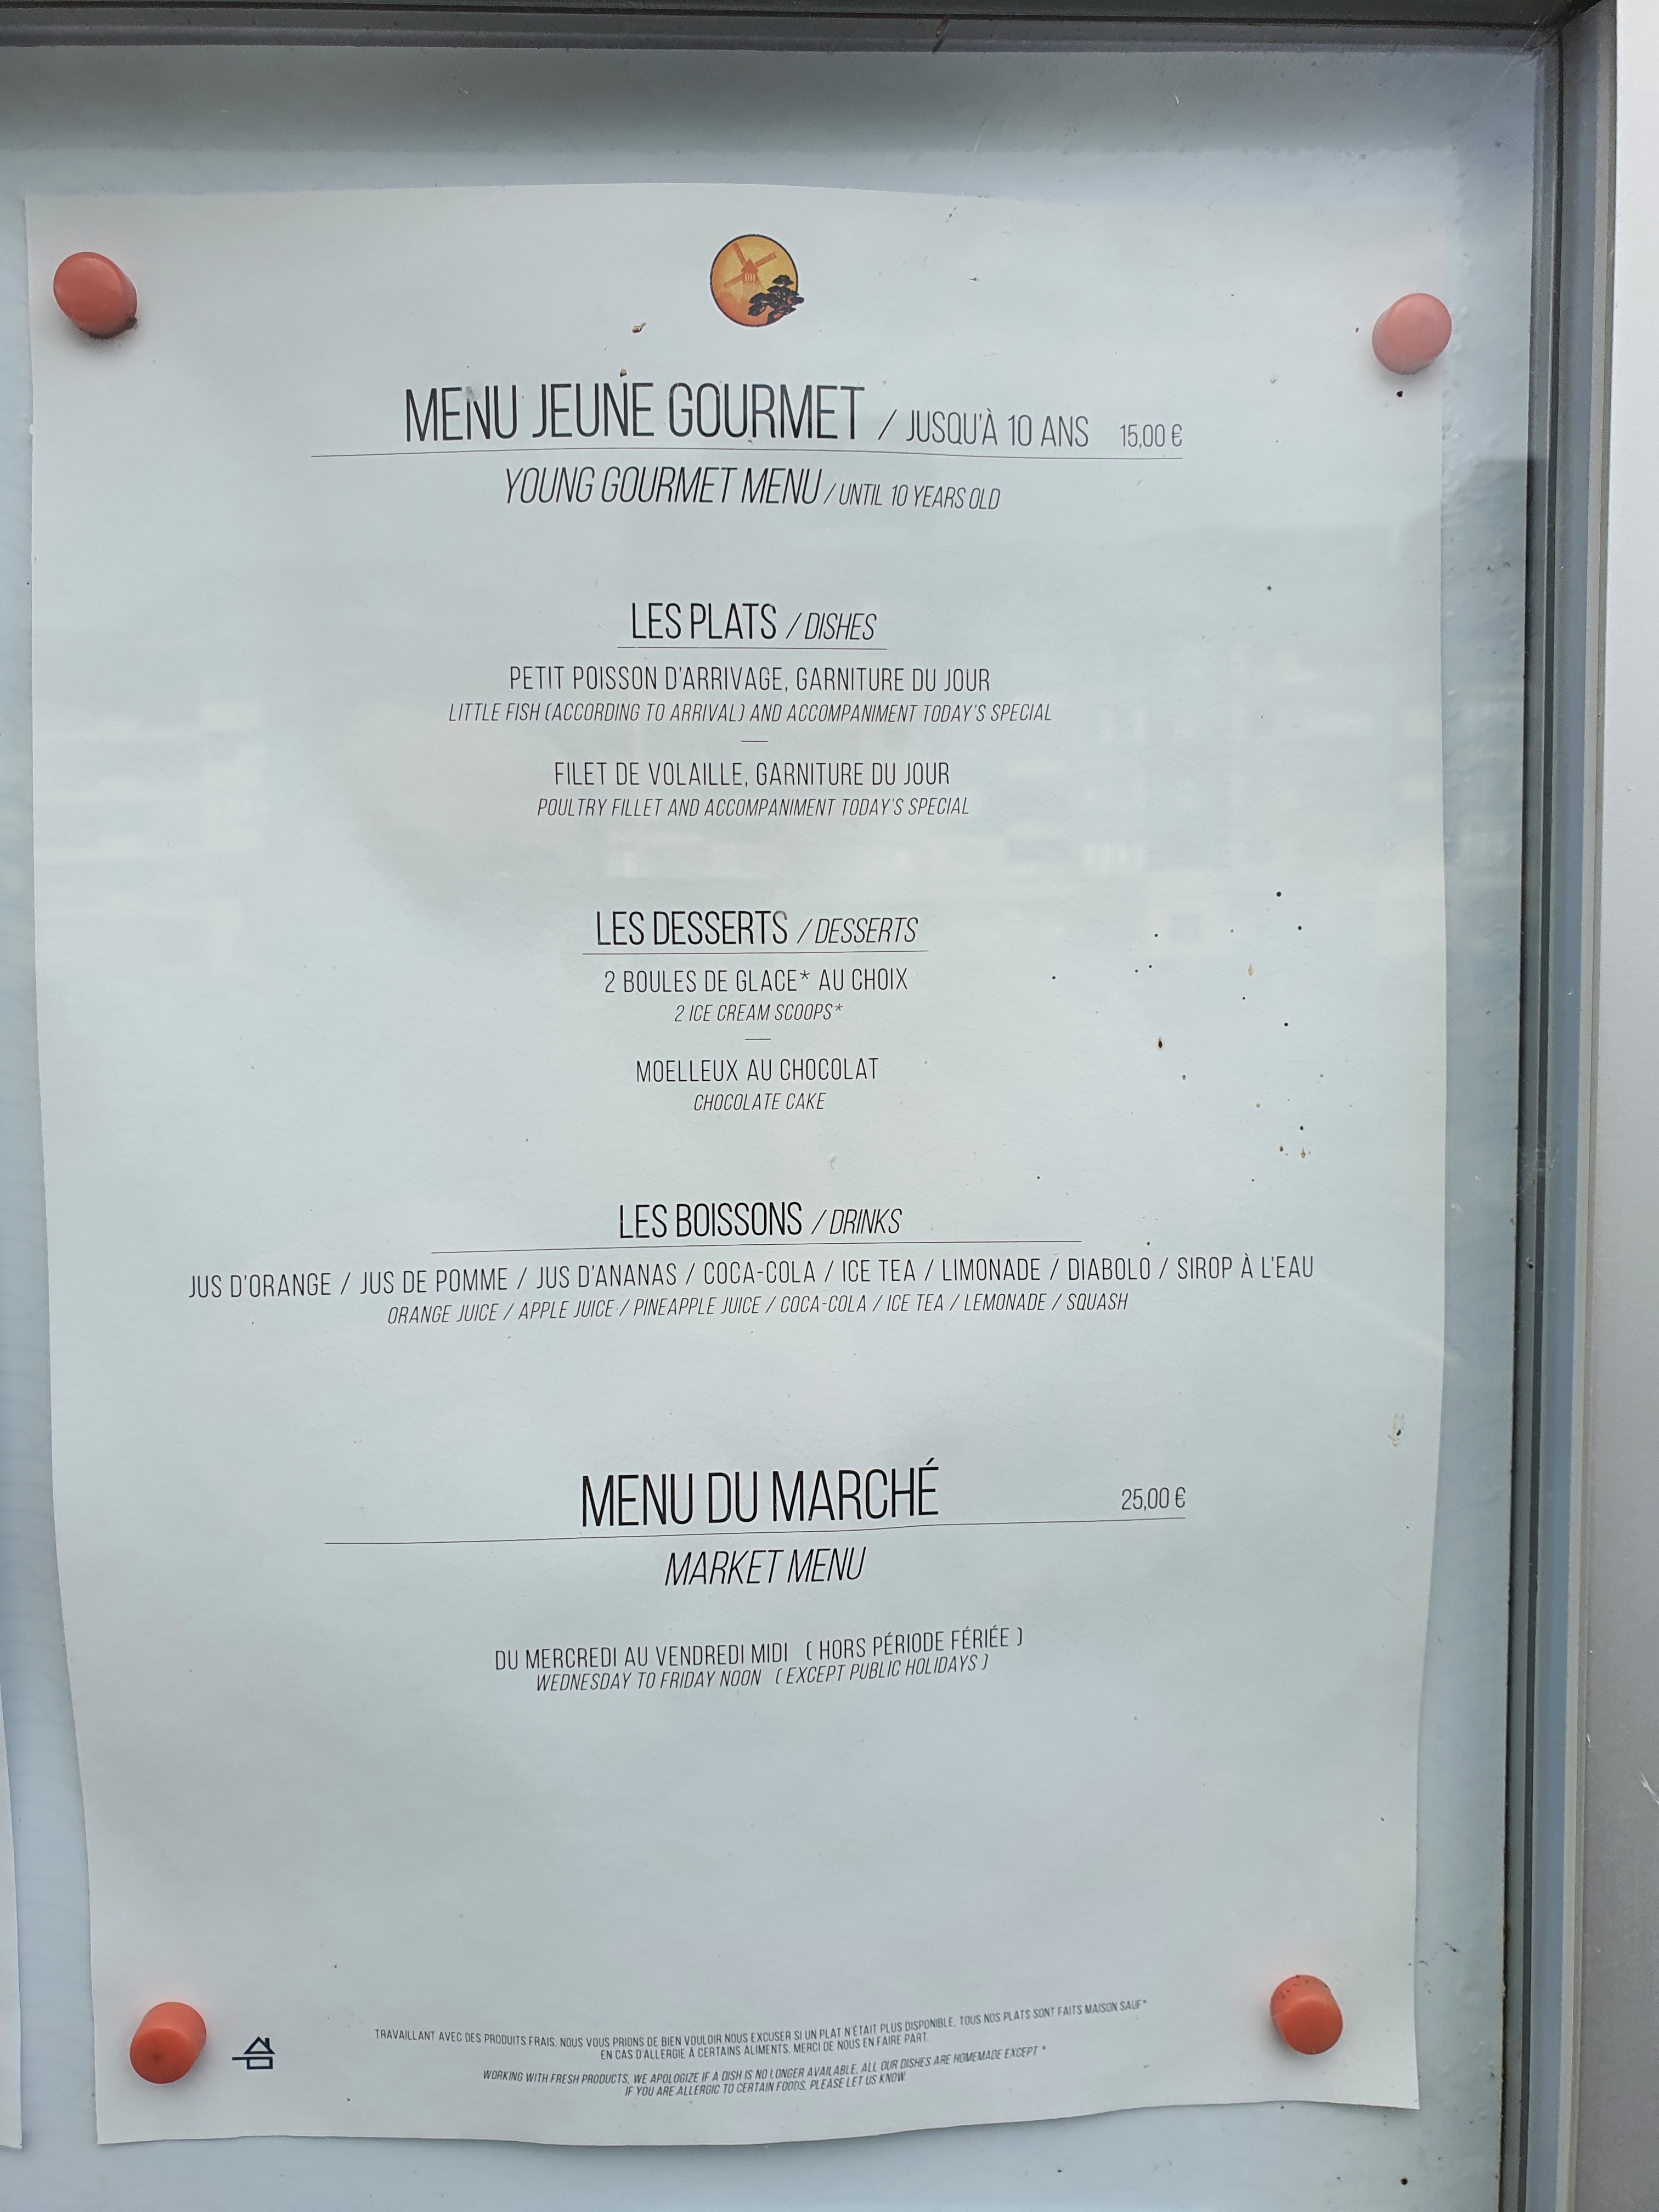 MENU JEUNE GOURMET / JUSQU'À 10 ANS 15,00 €
YOUNG GOURMET MENU / UNTIL 10 YEARS OLD
LES PLATS / DISHES
PETIT POISSON D'ARRIVAGE, GARNITURE DU JOUR
LITTLE FISH (ACCORDING TO ARRIVAL) AND ACCOMPANIMENT TODAY'S SPECIAL
FILET DE VOLAILLE, GARNITURE DU JOUR
POULTRY FILLET AND ACCOMPANIMENT TODAY'S SPECIAL
LES DESSERTS / DESSERTS
2 BOULES DE GLACE* AU CHOIX
2 ICE CREAM SCOOPS*
MOELLEUX AU CHOCOLAT
CHOCOLATE CAKE
LES BOISSONS / DRINKS
JUS D'ORANGE / JUS DE POMME / JUS D'ANANAS / COCA-COLA / ICE TEA / LIMONADE / DIABOLO / SIROP À L'EAU
ORANGE JUICE / APPLE JUICE / PINEAPPLE JUICE / COCA-COLA / ICE TEA / LEMONADE / SQUASH
MENU DU MARCHÉ 25,00 €
MARKET MENU
DU MERCREDI AU VENDREDI MIDI ( HORS PÉRIODE FÉRIÉE )
WEDNESDAY TO FRIDAY NOON ( EXCEPT PUBLIC HOLIDAYS )
TRAVAILLANT AVEC DES PRODUITS FRAIS, NOUS VOUS PRIONS DE BIEN VOULOIR NOUS EXCUSER SI UN PLAT N'ÉTAIT PLUS DISPONIBLE. TOUS NOS PLATS SONT FAITS MAISON SAUF*
EN CAS D'ALLERGIE À CERTAINS ALIMENTS, MERCI DE NOUS EN FAIRE PART.
WORKING WITH FRESH PRODUCTS, WE APOLOGIZE IF A DISH IS NO LONGER AVAILABLE. ALL OUR DISHES ARE HOMEMADE EXCEPT *
IF YOU ARE ALLERGIC TO CERTAIN FOODS, PLEASE LET US KNOW.